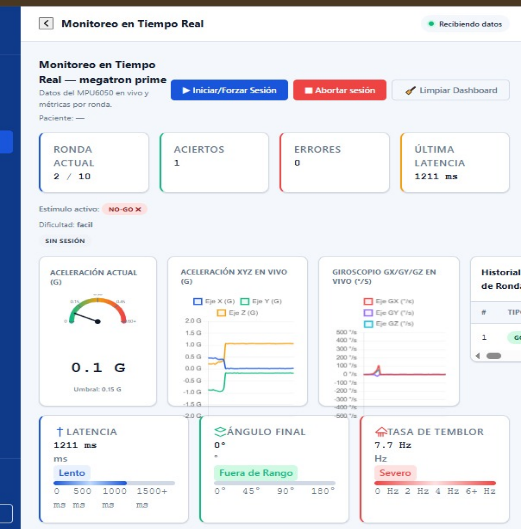 Monitoreo en Tiempo Real
Recibiendo datos
Monitoreo en Tiempo
Real — megatron prime
Datos del MPU6050 en vivo y
métricas por ronda.
Paciente: —
▶ Iniciar/Forzar Sesión
Abortar sesión
Limpiar Dashboard
RONDA
ACTUAL
2 / 10
ACIERTOS
1
ERRORES
0
ÚLTIMA
LATENCIA
1211 ms
Estímulo activo: NO-GO ✕
Dificultad: facil
SIN SESIÓN
ACELERACIÓN ACTUAL
(G)
0.1 G
Umbral: 0.15 G
ACELERACIÓN XYZ EN VIVO
(G)
Eje X (G) Eje Y (G)
Eje Z (G)
2.0 G
1.5 G
1.0 G
0.5 G
0.0 G
-0.5 G
-1.0 G
-1.5 G
-2.0 G
GIROSCOPIO GX/GY/GZ EN
VIVO (°/s)
Eje GX (°/s)
Eje GY (°/s)
Eje GZ (°/s)
500 °/s
400 °/s
300 °/s
200 °/s
100 °/s
0 °/s
-100 °/s
-200 °/s
-300 °/s
-400 °/s
-500 °/s
Historial
de Rond
# TIP
1 G
LATENCIA
1211 ms
ms
Lento
0 500 1000 1500+
ms ms ms ms
ÁNGULO FINAL
0°
°
Fuera de Rango
0° 45° 90° 180°
TASA DE TEMBLOR
7.7 Hz
Hz
Severo
0 Hz 2 Hz 4 Hz 6+ Hz